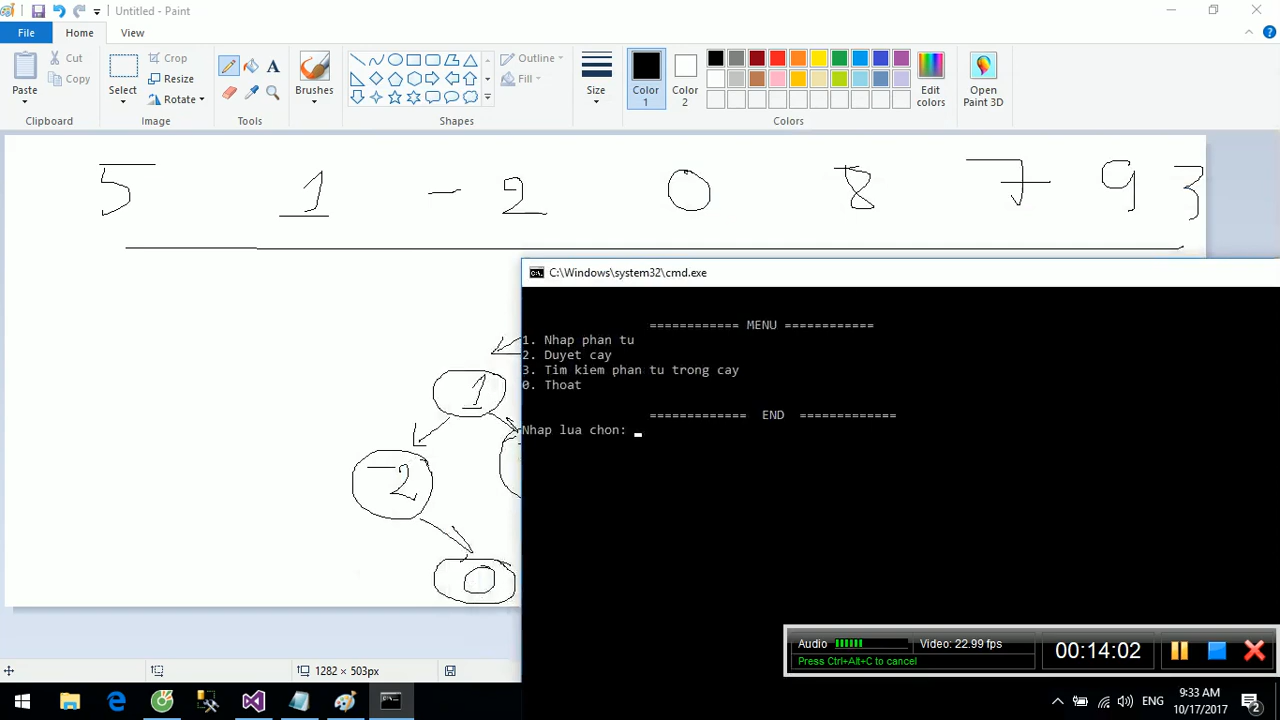 Untitled - Paint
File Home View
Cut
Copy
Paste
Clipboard
Select
Crop
Resize
Rotate
Image
Tools
Brushes
Shapes
Outline
Fill
Size
Color 1
Color 2
Colors
Edit colors
Open Paint 3D
5 1 -2 0 8 7 9 3
C:\Windows\system32\cmd.exe
============ MENU ============
1. Nhap phan tu
2. Duyet cay
3. Tim kiem phan tu trong cay
0. Thoat
============= END =============
Nhap lua chon:
1
-2
0
Audio
Video: 22.99 fps
Press Ctrl+Alt+C to cancel
00:14:02
1282 × 503px
ENG
9:33 AM
10/17/2017
2